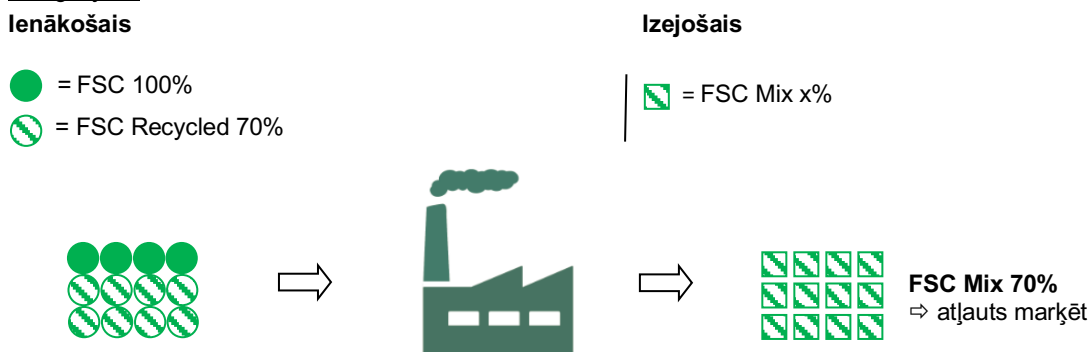 Ienākošais
Izejošais
= FSC 100%
= FSC Recycled 70%
= FSC Mix x%
FSC Mix 70%
⇨ atļauts marķēt